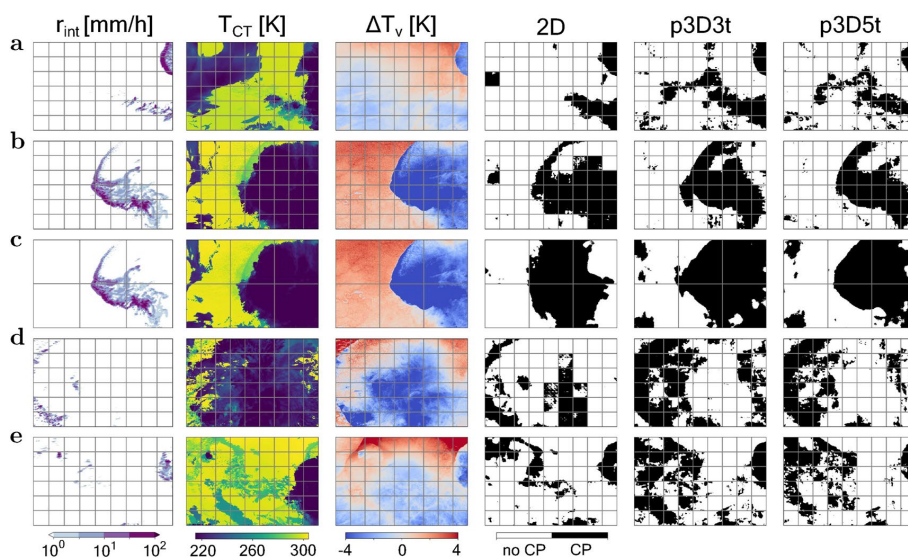 r_int [mm/h] T_CT [K] ΔT_v [K] 2D p3D3t p3D5t
a
b
c
d
e
10^0 10^1 10^2 220 260 300 -4 0 4 no CP CP